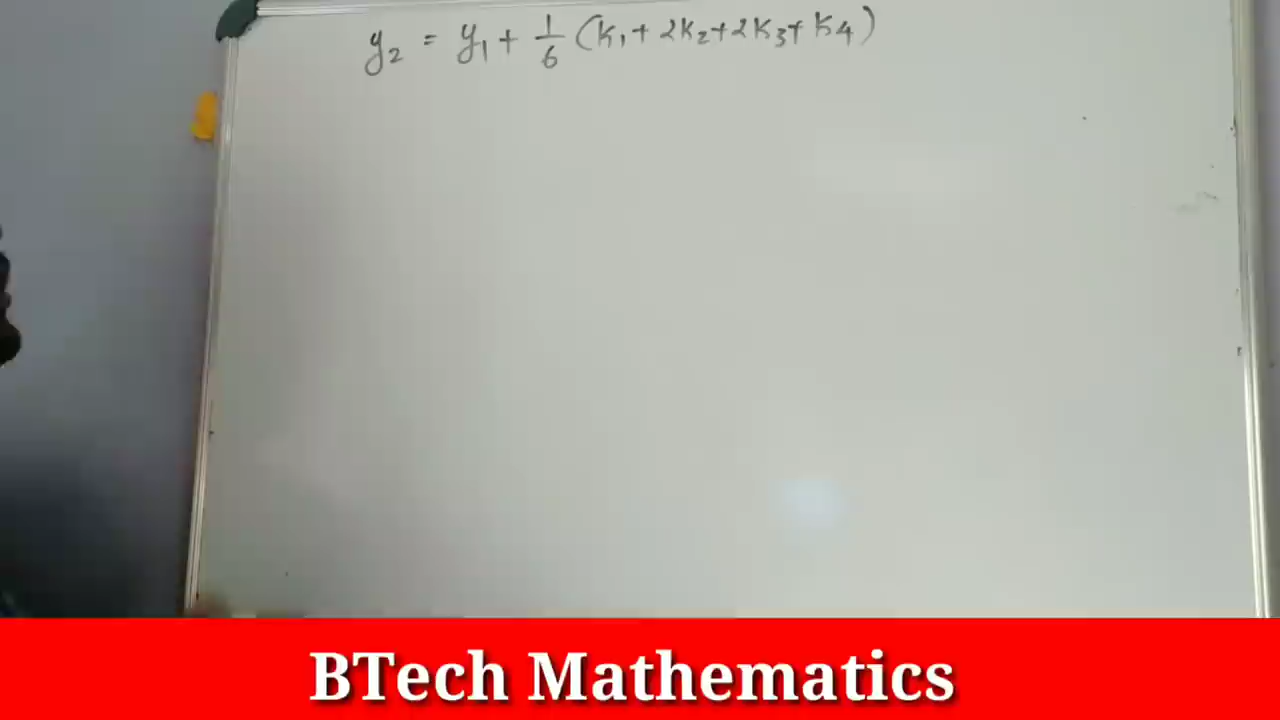 y₂ = y₁ + 1/6 (K₁ + 2K₂ + 2K₃ + K₄)
BTech Mathematics